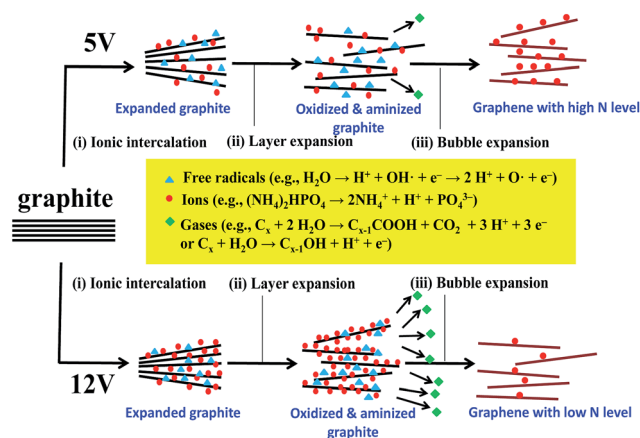 5V
Expanded graphite
Oxidized & aminized
graphite
Graphene with high N level
(i) Ionic intercalation
(ii) Layer expansion
(iii) Bubble expansion
graphite
Free radicals (e.g., H₂O → H⁺ + OH· + e⁻→ 2 H⁺ + O· + e⁻)
Ions (e.g., (NH₄)₂HPO₄ → 2NH₄⁺ + H⁺ + PO₄³⁻)
Gases (e.g., Cₓ + 2 H₂O→ Cₓ₋₁COOH + CO₂ + 3 H⁺ + 3 e⁻
or Cₓ + H₂O→ Cₓ₋₁OH + H⁺ + e⁻)
(i) Ionic intercalation
(ii) Layer expansion
(iii) Bubble expansion
12V
Expanded graphite
Oxidized & aminized
graphite
Graphene with low N level